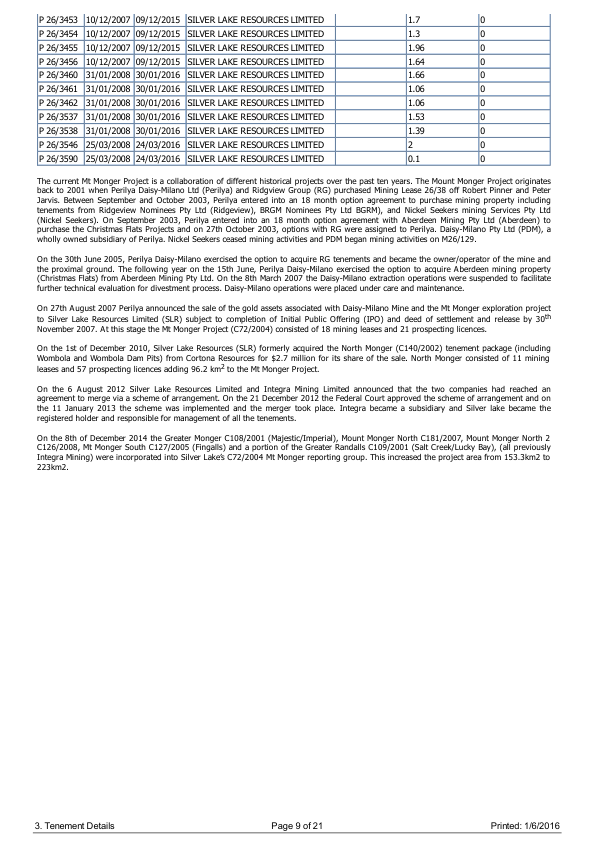 P 26/3453 10/12/2007 09/12/2015 SILVER LAKE RESOURCES LIMITED 1.7 0
P 26/3454 10/12/2007 09/12/2015 SILVER LAKE RESOURCES LIMITED 1.3 0
P 26/3455 10/12/2007 09/12/2015 SILVER LAKE RESOURCES LIMITED 1.96 0
P 26/3456 10/12/2007 09/12/2015 SILVER LAKE RESOURCES LIMITED 1.64 0
P 26/3460 31/01/2008 30/01/2016 SILVER LAKE RESOURCES LIMITED 1.66 0
P 26/3461 31/01/2008 30/01/2016 SILVER LAKE RESOURCES LIMITED 1.06 0
P 26/3462 31/01/2008 30/01/2016 SILVER LAKE RESOURCES LIMITED 1.06 0
P 26/3537 31/01/2008 30/01/2016 SILVER LAKE RESOURCES LIMITED 1.53 0
P 26/3538 31/01/2008 30/01/2016 SILVER LAKE RESOURCES LIMITED 1.39 0
P 26/3546 25/03/2008 24/03/2016 SILVER LAKE RESOURCES LIMITED 2 0
P 26/3590 25/03/2008 24/03/2016 SILVER LAKE RESOURCES LIMITED 0.1 0
The current Mt Monger Project is a collaboration of different historical projects over the past ten years. The Mount Monger Project originates
back to 2001 when Perilya Daisy-Milano Ltd (Perilya) and Ridgview Group (RG) purchased Mining Lease 26/38 off Robert Pinner and Peter
Jarvis. Between September and October 2003, Perilya entered into an 18 month option agreement to purchase mining property including
tenements from Ridgeview Nominees Pty Ltd (Ridgeview), BRGM Nominees Pty Ltd BGRM), and Nickel Seekers mining Services Pty Ltd
(Nickel Seekers). On September 2003, Perilya entered into an 18 month option agreement with Aberdeen Mining Pty Ltd (Aberdeen) to
purchase the Christmas Flats Projects and on 27th October 2003, options with RG were assigned to Perilya. Daisy-Milano Pty Ltd (PDM), a
wholly owned subsidiary of Perilya. Nickel Seekers ceased mining activities and PDM began mining activities on M26/129.
On the 30th June 2005, Perilya Daisy-Milano exercised the option to acquire RG tenements and became the owner/operator of the mine and
the proximal ground. The following year on the 15th June, Perilya Daisy-Milano exercised the option to acquire Aberdeen mining property
(Christmas Flats) from Aberdeen Mining Pty Ltd. On the 8th March 2007 the Daisy-Milano extraction operations were suspended to facilitate
further technical evaluation for divestment process. Daisy-Milano operations were placed under care and maintenance.
On 27th August 2007 Perilya announced the sale of the gold assets associated with Daisy-Milano Mine and the Mt Monger exploration project
to Silver Lake Resources Limited (SLR) subject to completion of Initial Public Offering (IPO) and deed of settlement and release by 30th
November 2007. At this stage the Mt Monger Project (C72/2004) consisted of 18 mining leases and 21 prospecting licences.
On the 1st of December 2010, Silver Lake Resources (SLR) formerly acquired the North Monger (C140/2002) tenement package (including
Wombola and Wombola Dam Pits) from Cortona Resources for $2.7 million for its share of the sale. North Monger consisted of 11 mining
leases and 57 prospecting licences adding 96.2 km2 to the Mt Monger Project.
On the 6 August 2012 Silver Lake Resources Limited and Integra Mining Limited announced that the two companies had reached an
agreement to merge via a scheme of arrangement. On the 21 December 2012 the Federal Court approved the scheme of arrangement and on
the 11 January 2013 the scheme was implemented and the merger took place. Integra became a subsidiary and Silver lake became the
registered holder and responsible for management of all the tenements.
On the 8th of December 2014 the Greater Monger C108/2001 (Majestic/Imperial), Mount Monger North C181/2007, Mount Monger North 2
C126/2008, Mt Monger South C127/2005 (Fingalls) and a portion of the Greater Randalls C109/2001 (Salt Creek/Lucky Bay), (all previously
Integra Mining) were incorporated into Silver Lake's C72/2004 Mt Monger reporting group. This increased the project area from 153.3km2 to
223km2.
3. Tenement Details Page 9 of 21 Printed: 1/6/2016